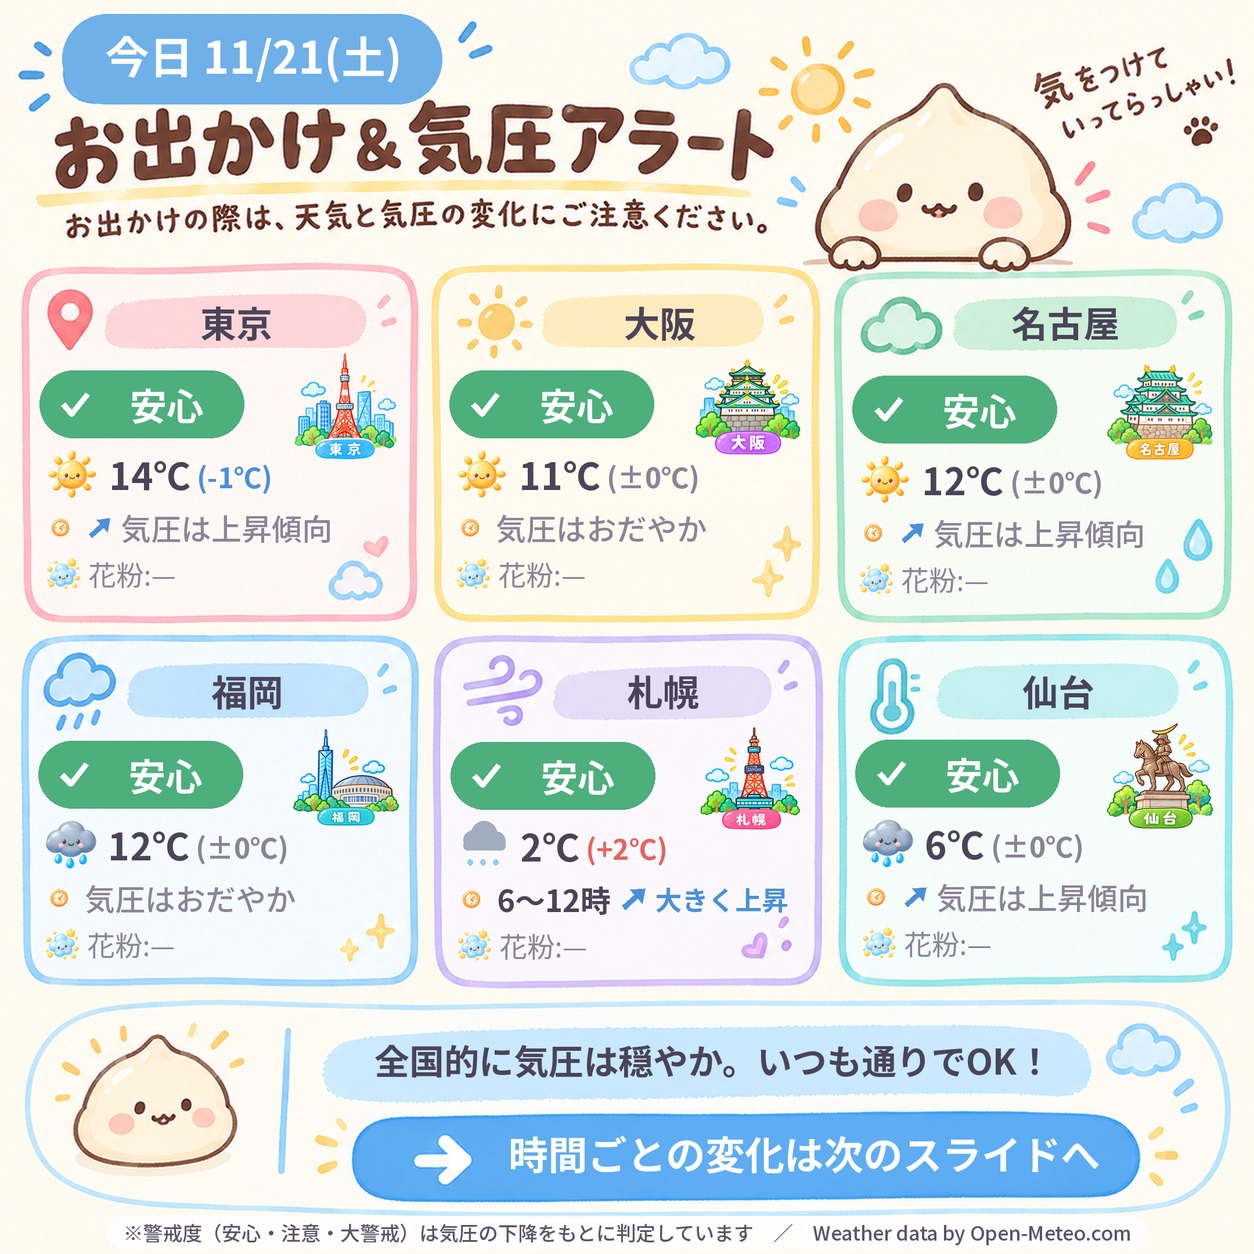 今日 11/21(土)
お出かけ&気圧アラート
お出かけの際は、天気と気圧の変化にご注意ください。
気をつけて
いってらっしゃい!
東京
安心
東京
14℃ (-1℃)
気圧は上昇傾向
花粉:—
大阪
安心
大阪
11℃ (±0℃)
気圧はおだやか
花粉:—
名古屋
安心
名古屋
12℃ (±0℃)
気圧は上昇傾向
花粉:—
福岡
安心
福岡
12℃ (±0℃)
気圧はおだやか
花粉:—
札幌
安心
札幌
2℃ (+2℃)
6〜12時 大きく上昇
花粉:—
仙台
安心
仙台
6℃ (±0℃)
気圧は上昇傾向
花粉:—
全国的に気圧は穏やか。いつも通りでOK！
時間ごとの変化は次のスライドへ
※警戒度（安心・注意・大警戒）は気圧の下降をもとに判定しています ／ Weather data by Open-Meteo.com